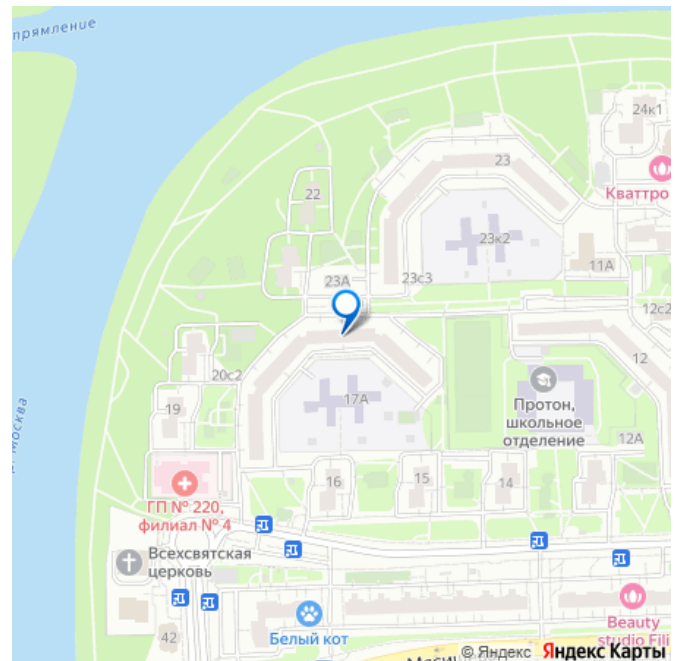 прямление
24к1
23
Кваттро
22
23к2
11А
23А
23с3
12с2
12
20с2
17А
Протон,
школьное
отделение
19
12А
16
15
14
ГП № 220,
филиал № 4
Москва
Всехсвятская
церковь
42
Белый кот
Beauty
studio Fili
© Яндекс Яндекс Карты